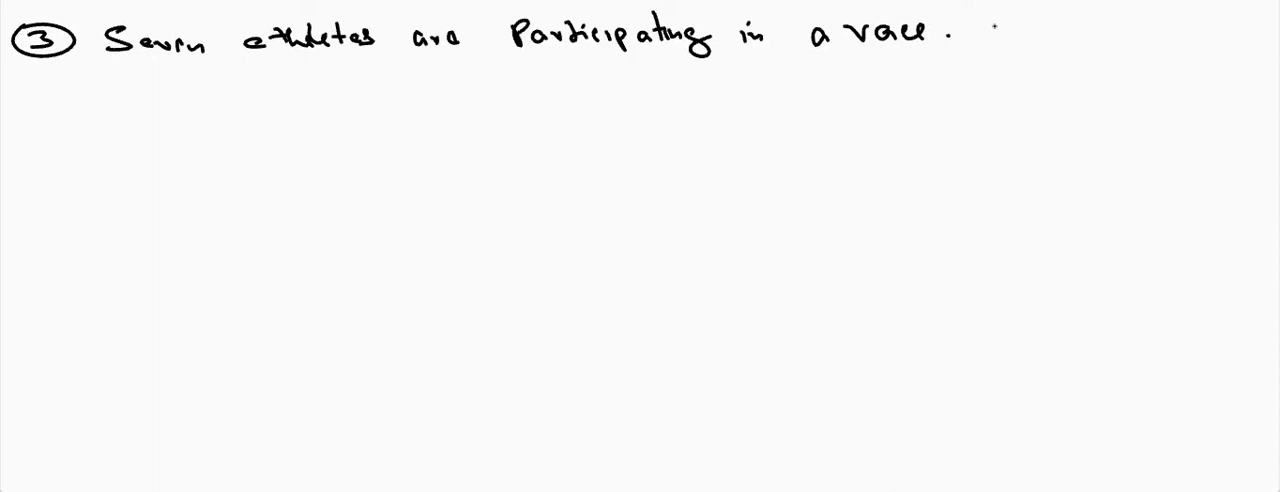 ③ Seven athletes are Participating in a race.